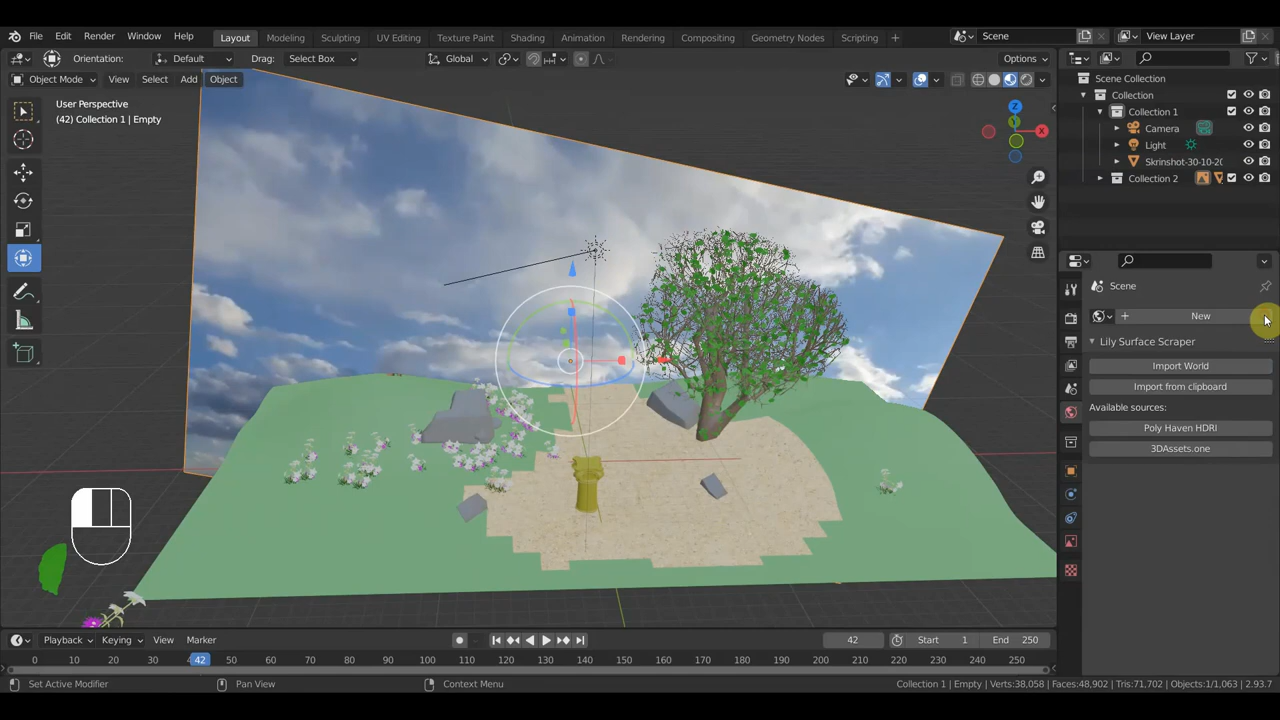 File Edit Render Window Help Layout Modeling Sculpting UV Editing Texture Paint Shading Animation Rendering Compositing Geometry Nodes Scripting + Scene View Layer
Orientation: Default Drag: Select Box Global Options
Object Mode View Select Add Object
User Perspective
(42) Collection 1 | Empty
Z
Y
X
Scene Collection
Collection
Collection 1
Camera
Light
Skrinshot-30-10-20
Collection 2
Scene
New
Lily Surface Scraper
Import World
Import from clipboard
Available sources:
Poly Haven HDRI
3DAssets.one
Playback Keying View Marker 42 Start 1 End 250
0 10 20 30 42 50 60 70 80 90 100 110 120 130 140 150 160 170 180 190 200 210 220 230 240 250
Set Active Modifier Pan View Context Menu Collection 1 | Empty | Verts:38,058 | Faces:48,902 | Tris:71,702 | Objects:1/1,063 | 2.93.7